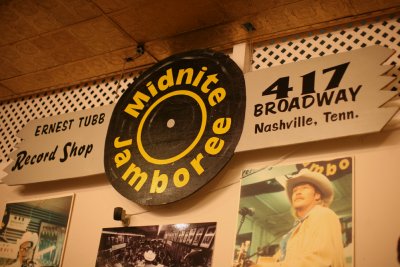 ERNEST TUBB
Record Shop
Midnite
Jamboree
417
BROADWAY
Nashville, Tenn.